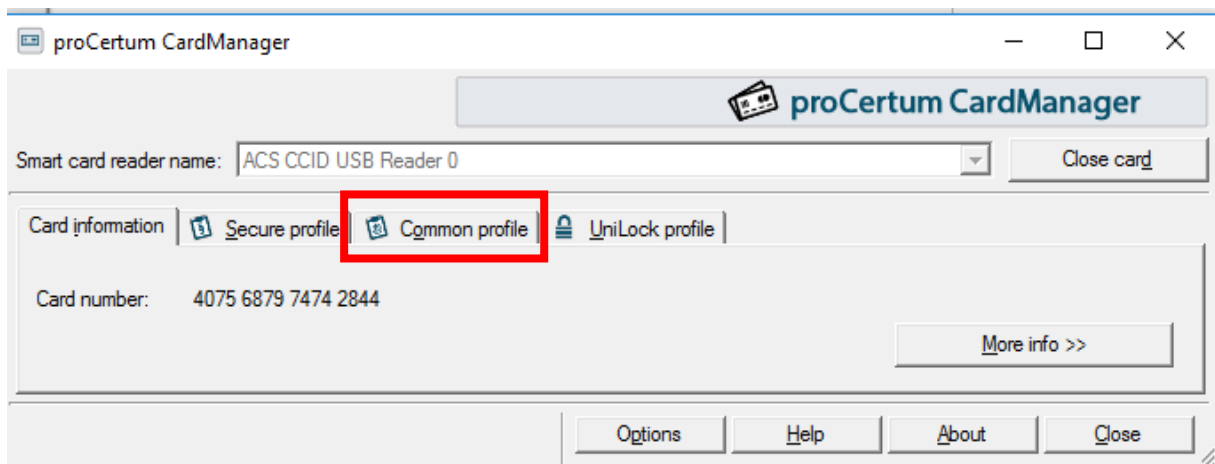 proCertum CardManager
proCertum CardManager
Smart card reader name: ACS CCID USB Reader 0 Close card
Card information Secure profile Common profile UniLock profile
Card number: 4075 6879 7474 2844
More info >>
Options Help About Close